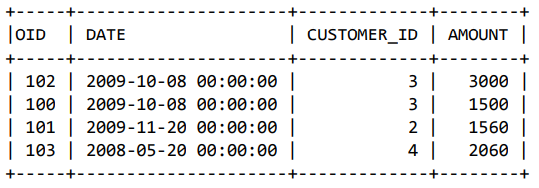 +-----+---------------------+-------------+--------+
|OID  | DATE                | CUSTOMER_ID | AMOUNT |
+-----+---------------------+-------------+--------+
| 102 | 2009-10-08 00:00:00 |           3 |   3000 |
| 100 | 2009-10-08 00:00:00 |           3 |   1500 |
| 101 | 2009-11-20 00:00:00 |           2 |   1560 |
| 103 | 2008-05-20 00:00:00 |           4 |   2060 |
+-----+---------------------+-------------+--------+